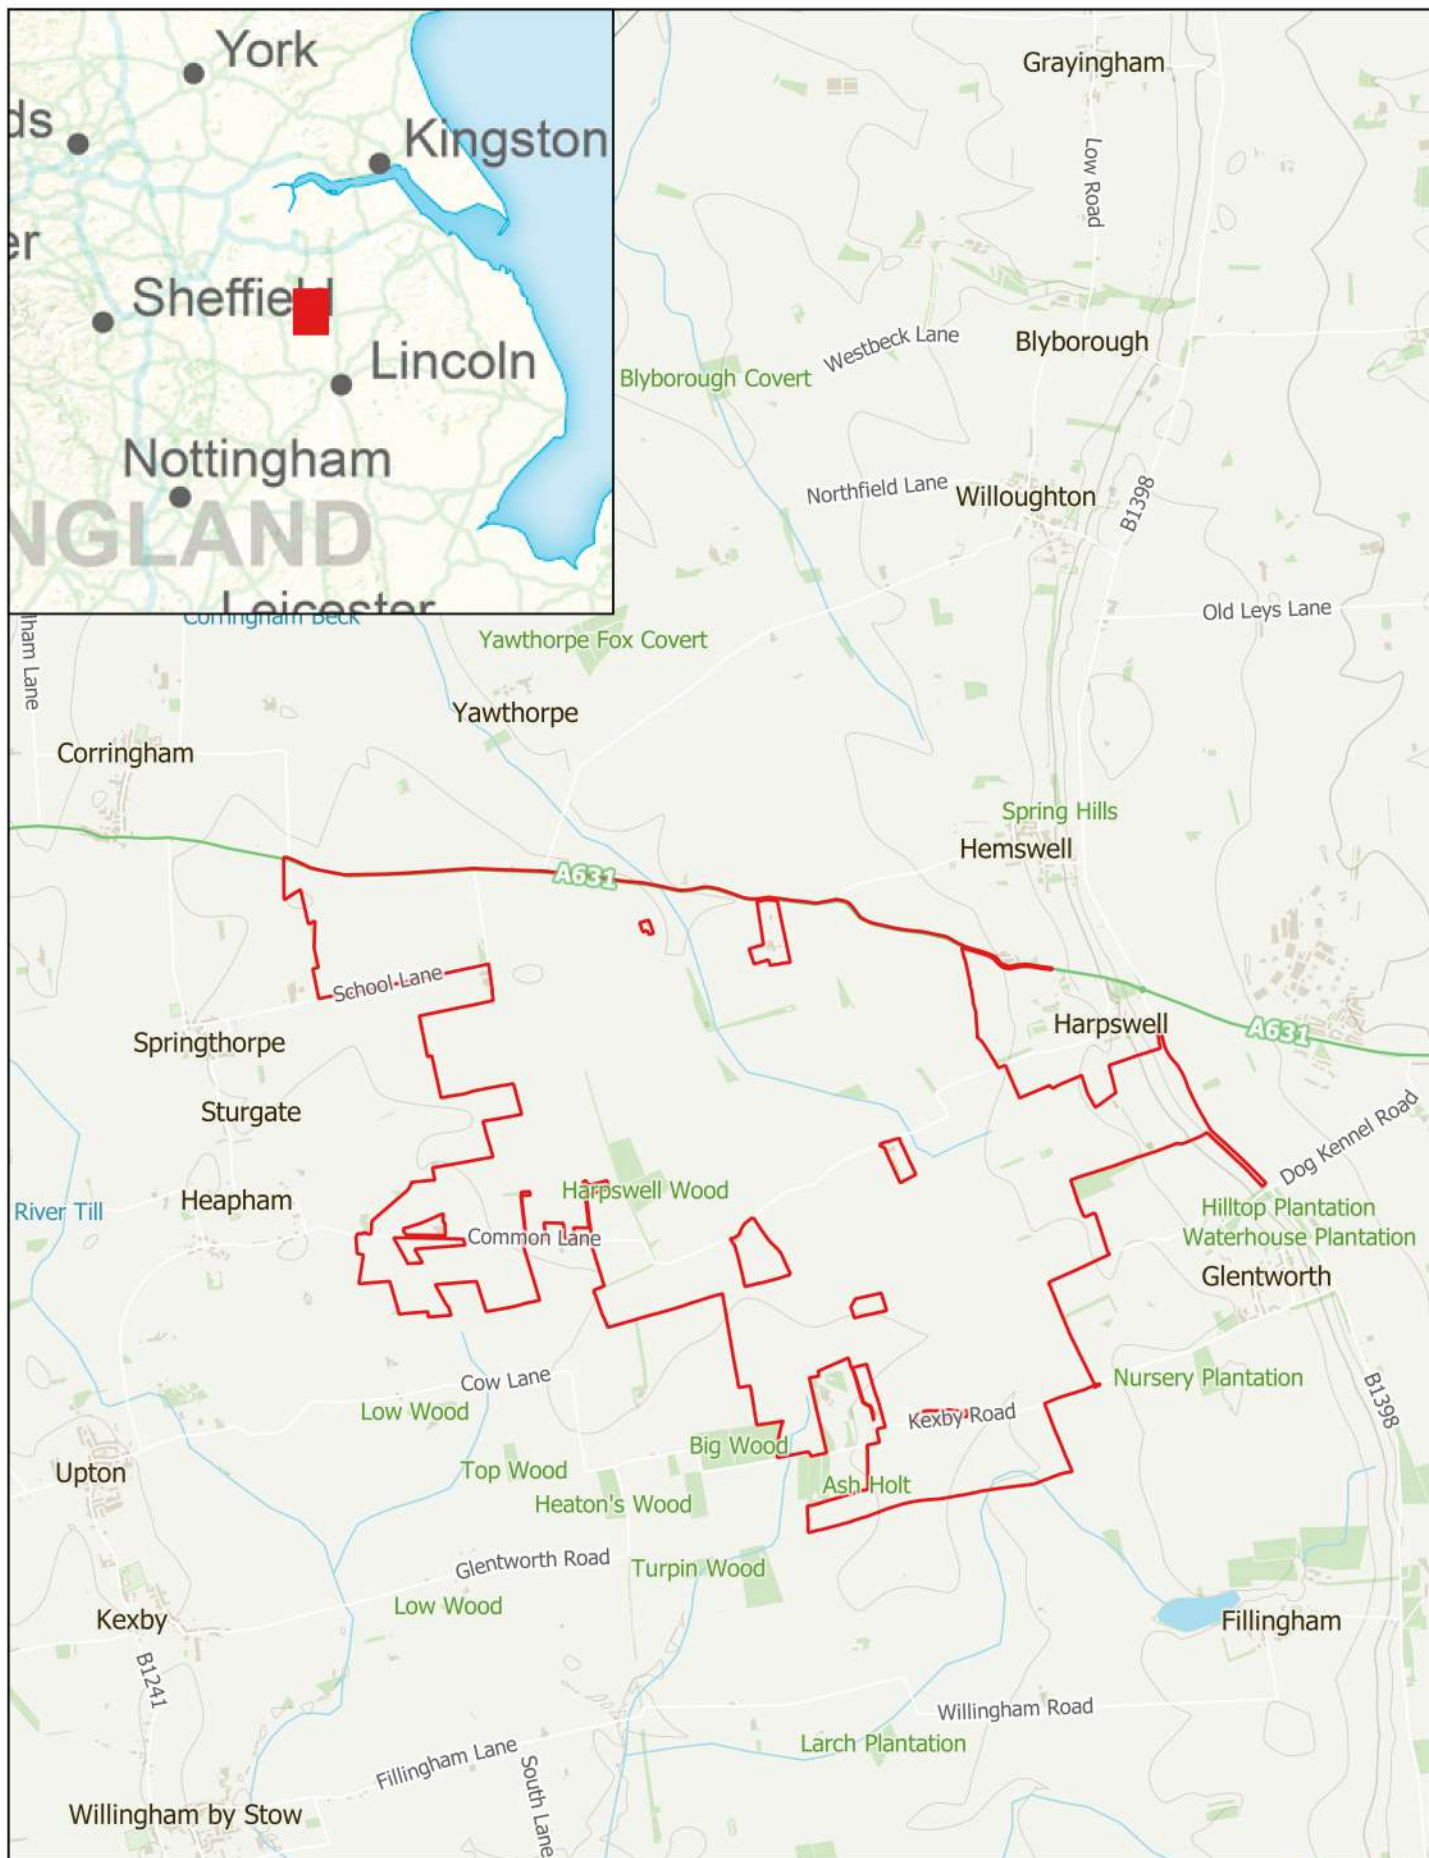 York
ds
Kingston
er
Sheffield
Lincoln
Nottingham
NGLAND
Leicester
Grayingham
Low Road
Westbeck Lane
Blyborough
Blyborough Covert
Northfield Lane
Willoughton
B1398
Old Leys Lane
Corringham Beck
lham Lane
Yawthorpe Fox Covert
Yawthorpe
Corringham
Spring Hills
Hemswell
A631
School Lane
Harpswell
A631
Springthorpe
Sturgate
Dog Kennel Road
Heapham
Harpswell Wood
River Till
Hilltop Plantation
Common Lane
Waterhouse Plantation
Glentworth
Cow Lane
Nursery Plantation
Low Wood
Kexby Road
B1398
Big Wood
Upton
Top Wood
Ash Holt
Heaton's Wood
Glentworth Road
Turpin Wood
Low Wood
Kexby
Fillingham
B1241
Willingham Road
Larch Plantation
Fillingham Lane
South Lane
Willingham by Stow